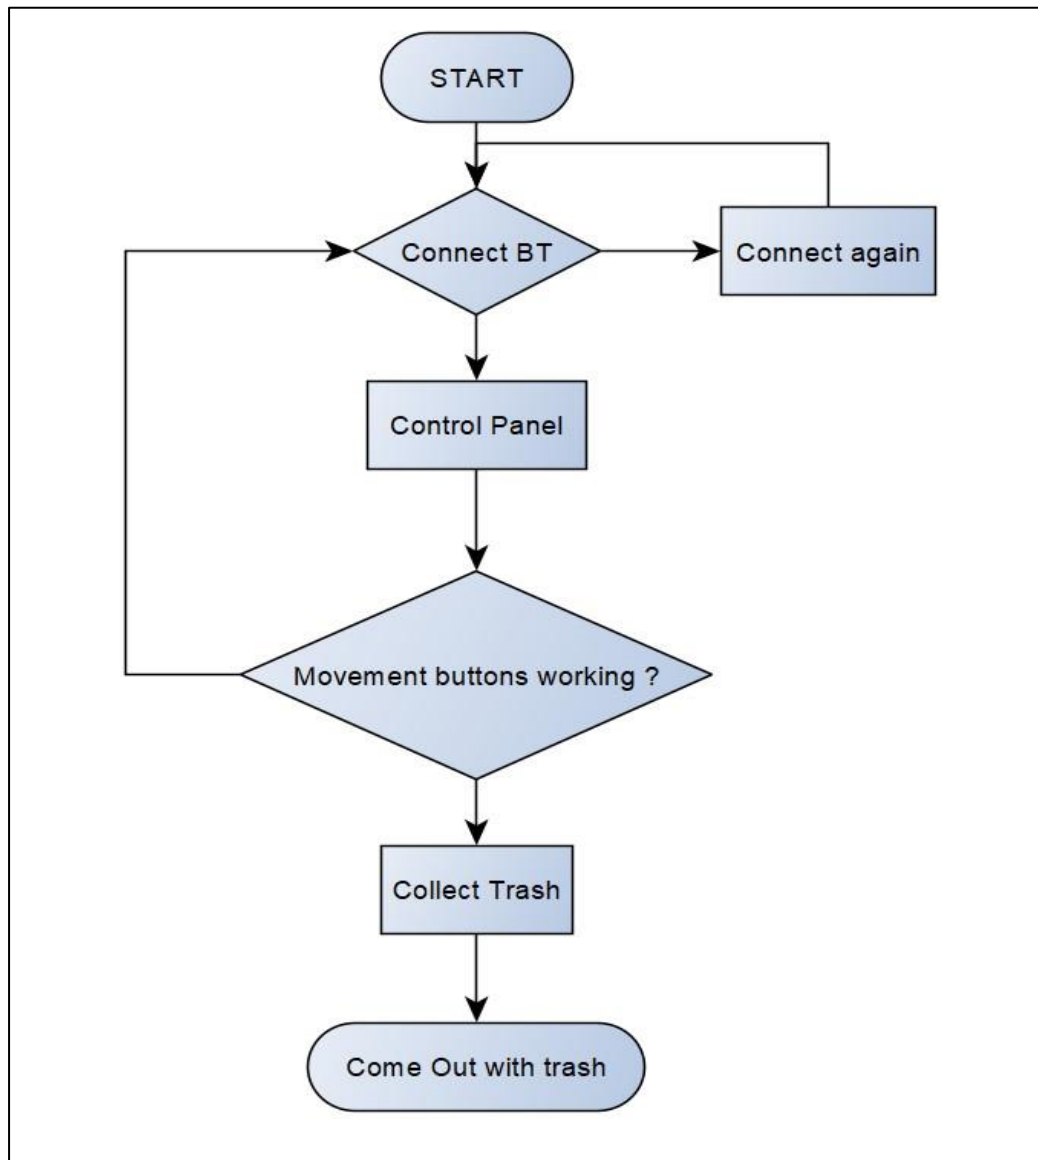 START
Connect BT
Connect again
Control Panel
Movement buttons working ?
Collect Trash
Come Out with trash